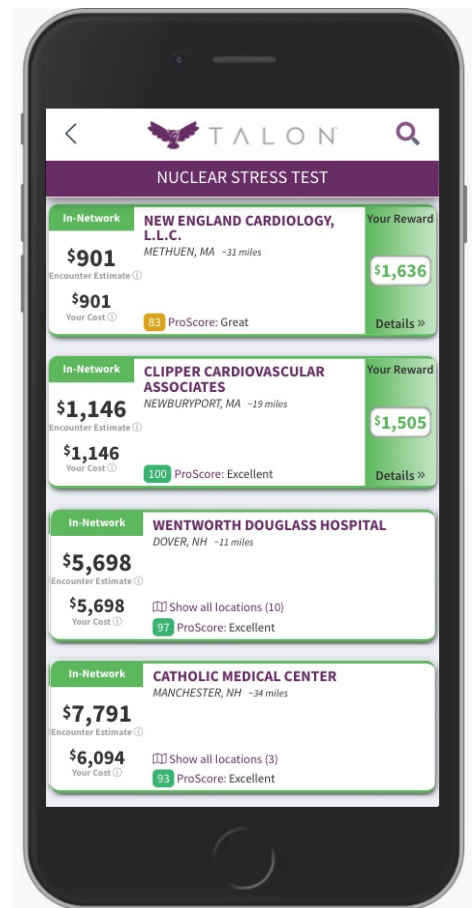 TALON
NUCLEAR STRESS TEST
In-Network
$901
Encounter Estimate ⓘ
$901
Your Cost ⓘ
NEW ENGLAND CARDIOLOGY,
L.L.C.
METHUEN, MA ~31 miles
83 ProScore: Great
Your Reward
$1,636
Details »
In-Network
$1,146
Encounter Estimate ⓘ
$1,146
Your Cost ⓘ
CLIPPER CARDIOVASCULAR
ASSOCIATES
NEWBURYPORT, MA ~19 miles
100 ProScore: Excellent
Your Reward
$1,505
Details »
In-Network
$5,698
Encounter Estimate ⓘ
$5,698
Your Cost ⓘ
WENTWORTH DOUGLASS HOSPITAL
DOVER, NH ~11 miles
Show all locations (10)
97 ProScore: Excellent
In-Network
$7,791
Encounter Estimate ⓘ
$6,094
Your Cost ⓘ
CATHOLIC MEDICAL CENTER
MANCHESTER, NH ~34 miles
Show all locations (3)
93 ProScore: Excellent